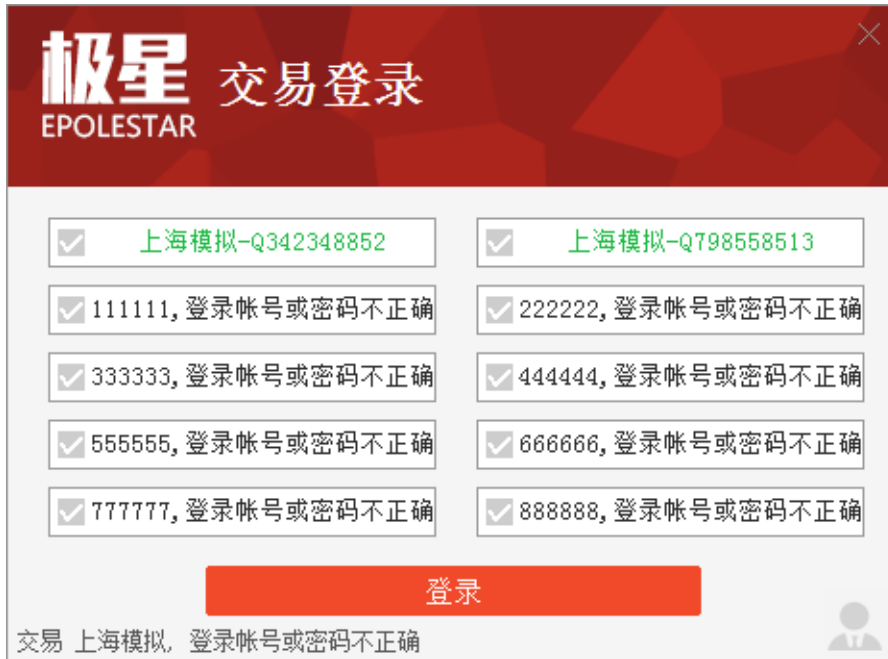 极星
EPOLESTAR
交易登录
上海模拟-Q342348852
上海模拟-Q798558513
111111,登录帐号或密码不正确
222222,登录帐号或密码不正确
333333,登录帐号或密码不正确
444444,登录帐号或密码不正确
555555,登录帐号或密码不正确
666666,登录帐号或密码不正确
777777,登录帐号或密码不正确
888888,登录帐号或密码不正确
登录
交易 上海模拟, 登录帐号或密码不正确